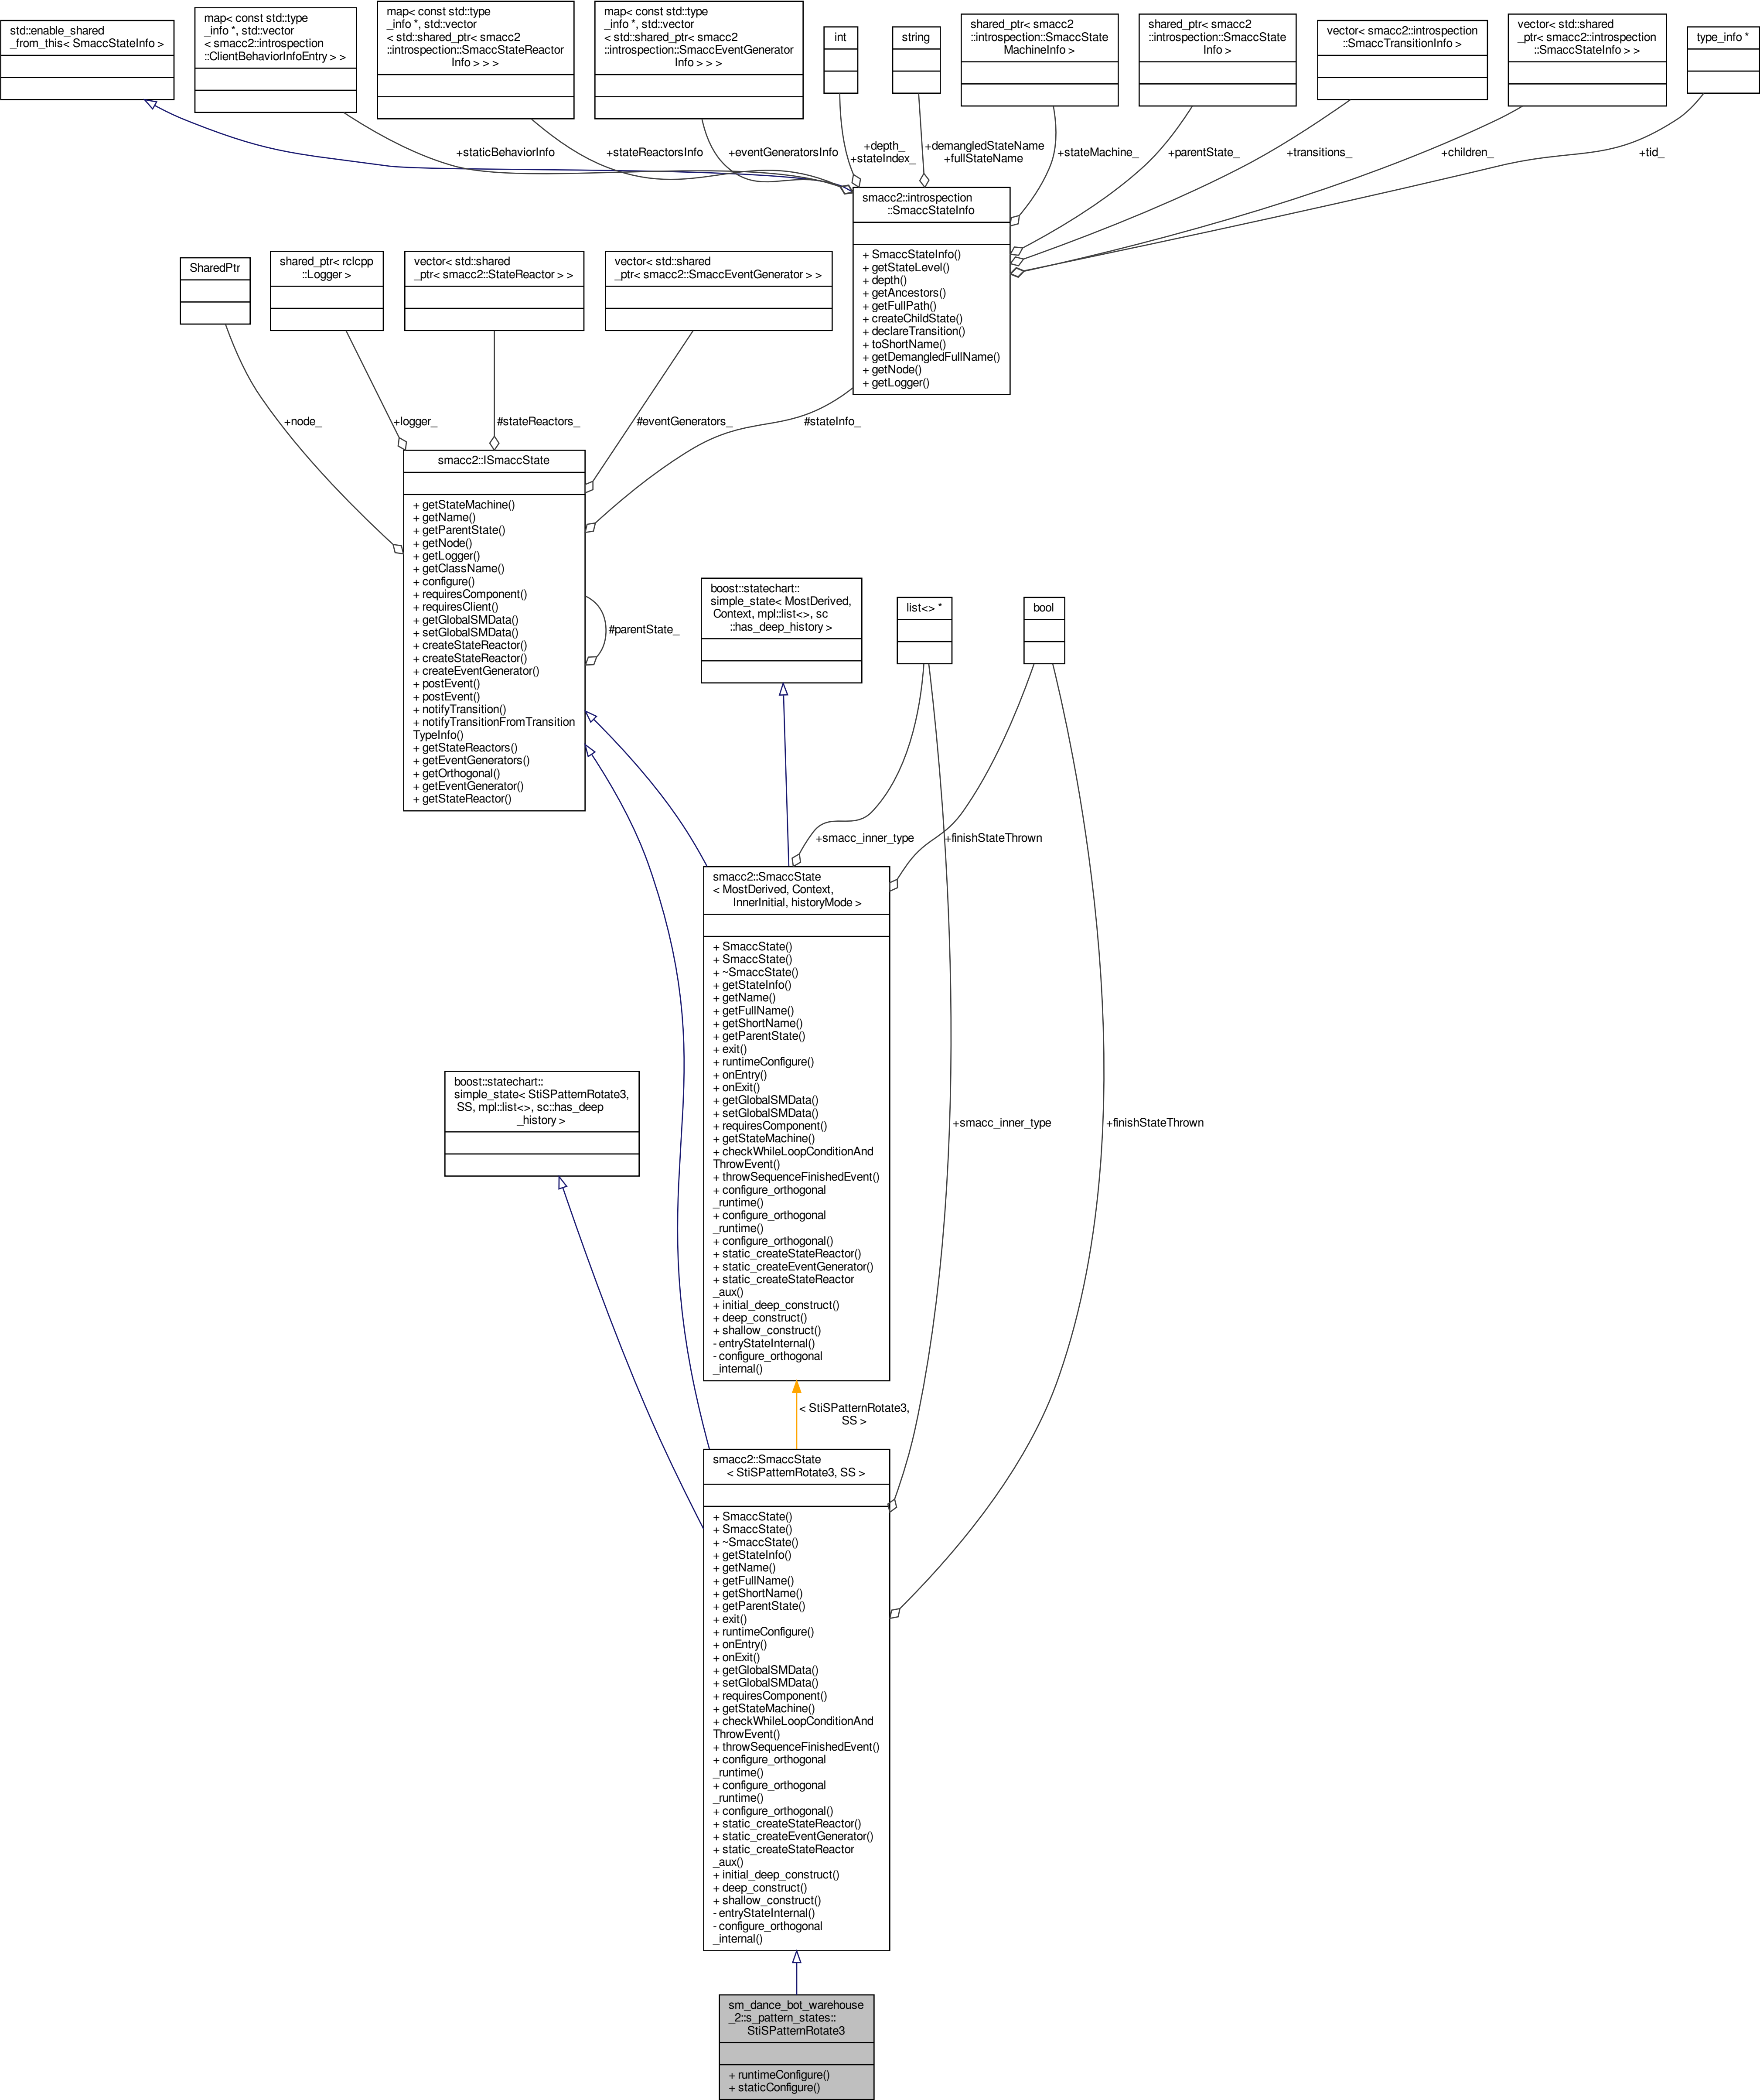 std::enable_shared
_from_this< SmaccStateInfo >
map< const std::type
_info *, std::vector
< smacc2::introspection
::ClientBehaviorInfoEntry > >
map< const std::type
_info *, std::vector
< std::shared_ptr< smacc2
::introspection::SmaccStateReactor
Info > > >
map< const std::type
_info *, std::vector
< std::shared_ptr< smacc2
::introspection::SmaccEventGenerator
Info > > >
int
string
shared_ptr< smacc2
::introspection::SmaccState
MachineInfo >
shared_ptr< smacc2
::introspection::SmaccState
Info >
vector< smacc2::introspection
::SmaccTransitionInfo >
vector< std::shared
_ptr< smacc2::introspection
::SmaccStateInfo > >
type_info *
+staticBehaviorInfo
+stateReactorsInfo
+eventGeneratorsInfo
+depth_
+stateIndex_
+demangledStateName
+fullStateName
+stateMachine_
+parentState_
+transitions_
+children_
+tid_
smacc2::introspection
::SmaccStateInfo
+ SmaccStateInfo()
+ getStateLevel()
+ depth()
+ getAncestors()
+ getFullPath()
+ createChildState()
+ declareTransition()
+ toShortName()
+ getDemangledFullName()
+ getNode()
+ getLogger()
SharedPtr
shared_ptr< rclcpp
::Logger >
vector< std::shared
_ptr< smacc2::StateReactor > >
vector< std::shared
_ptr< smacc2::SmaccEventGenerator > >
+node_
+logger_
#stateReactors_
#eventGenerators_
#stateInfo_
smacc2::ISmaccState
+ getStateMachine()
+ getName()
+ getParentState()
+ getNode()
+ getLogger()
+ getClassName()
+ configure()
+ requiresComponent()
+ requiresClient()
+ getGlobalSMData()
+ setGlobalSMData()
+ createStateReactor()
+ createStateReactor()
+ createEventGenerator()
+ postEvent()
+ postEvent()
+ notifyTransition()
+ notifyTransitionFromTransition
TypeInfo()
+ getStateReactors()
+ getEventGenerators()
+ getOrthogonal()
+ getEventGenerator()
+ getStateReactor()
#parentState_
boost::statechart::
simple_state< MostDerived,
Context, mpl::list<>, sc
::has_deep_history >
list<> *
bool
+smacc_inner_type
+finishStateThrown
smacc2::SmaccState
< MostDerived, Context,
InnerInitial, historyMode >
+ SmaccState()
+ SmaccState()
+ ~SmaccState()
+ getStateInfo()
+ getName()
+ getFullName()
+ getShortName()
+ getParentState()
+ exit()
+ runtimeConfigure()
+ onEntry()
+ onExit()
+ getGlobalSMData()
+ setGlobalSMData()
+ requiresComponent()
+ getStateMachine()
+ checkWhileLoopConditionAnd
ThrowEvent()
+ throwSequenceFinishedEvent()
+ configure_orthogonal
_runtime()
+ configure_orthogonal
_runtime()
+ configure_orthogonal()
+ static_createStateReactor()
+ static_createEventGenerator()
+ static_createStateReactor
_aux()
+ initial_deep_construct()
+ deep_construct()
+ shallow_construct()
- entryStateInternal()
- configure_orthogonal
_internal()
boost::statechart::
simple_state< StiSPatternRotate3,
SS, mpl::list<>, sc::has_deep
_history >
+smacc_inner_type
+finishStateThrown
< StiSPatternRotate3,
SS >
smacc2::SmaccState
< StiSPatternRotate3, SS >
+ SmaccState()
+ SmaccState()
+ ~SmaccState()
+ getStateInfo()
+ getName()
+ getFullName()
+ getShortName()
+ getParentState()
+ exit()
+ runtimeConfigure()
+ onEntry()
+ onExit()
+ getGlobalSMData()
+ setGlobalSMData()
+ requiresComponent()
+ getStateMachine()
+ checkWhileLoopConditionAnd
ThrowEvent()
+ throwSequenceFinishedEvent()
+ configure_orthogonal
_runtime()
+ configure_orthogonal
_runtime()
+ configure_orthogonal()
+ static_createStateReactor()
+ static_createEventGenerator()
+ static_createStateReactor
_aux()
+ initial_deep_construct()
+ deep_construct()
+ shallow_construct()
- entryStateInternal()
- configure_orthogonal
_internal()
sm_dance_bot_warehouse
_2::s_pattern_states::
StiSPatternRotate3
+ runtimeConfigure()
+ staticConfigure()